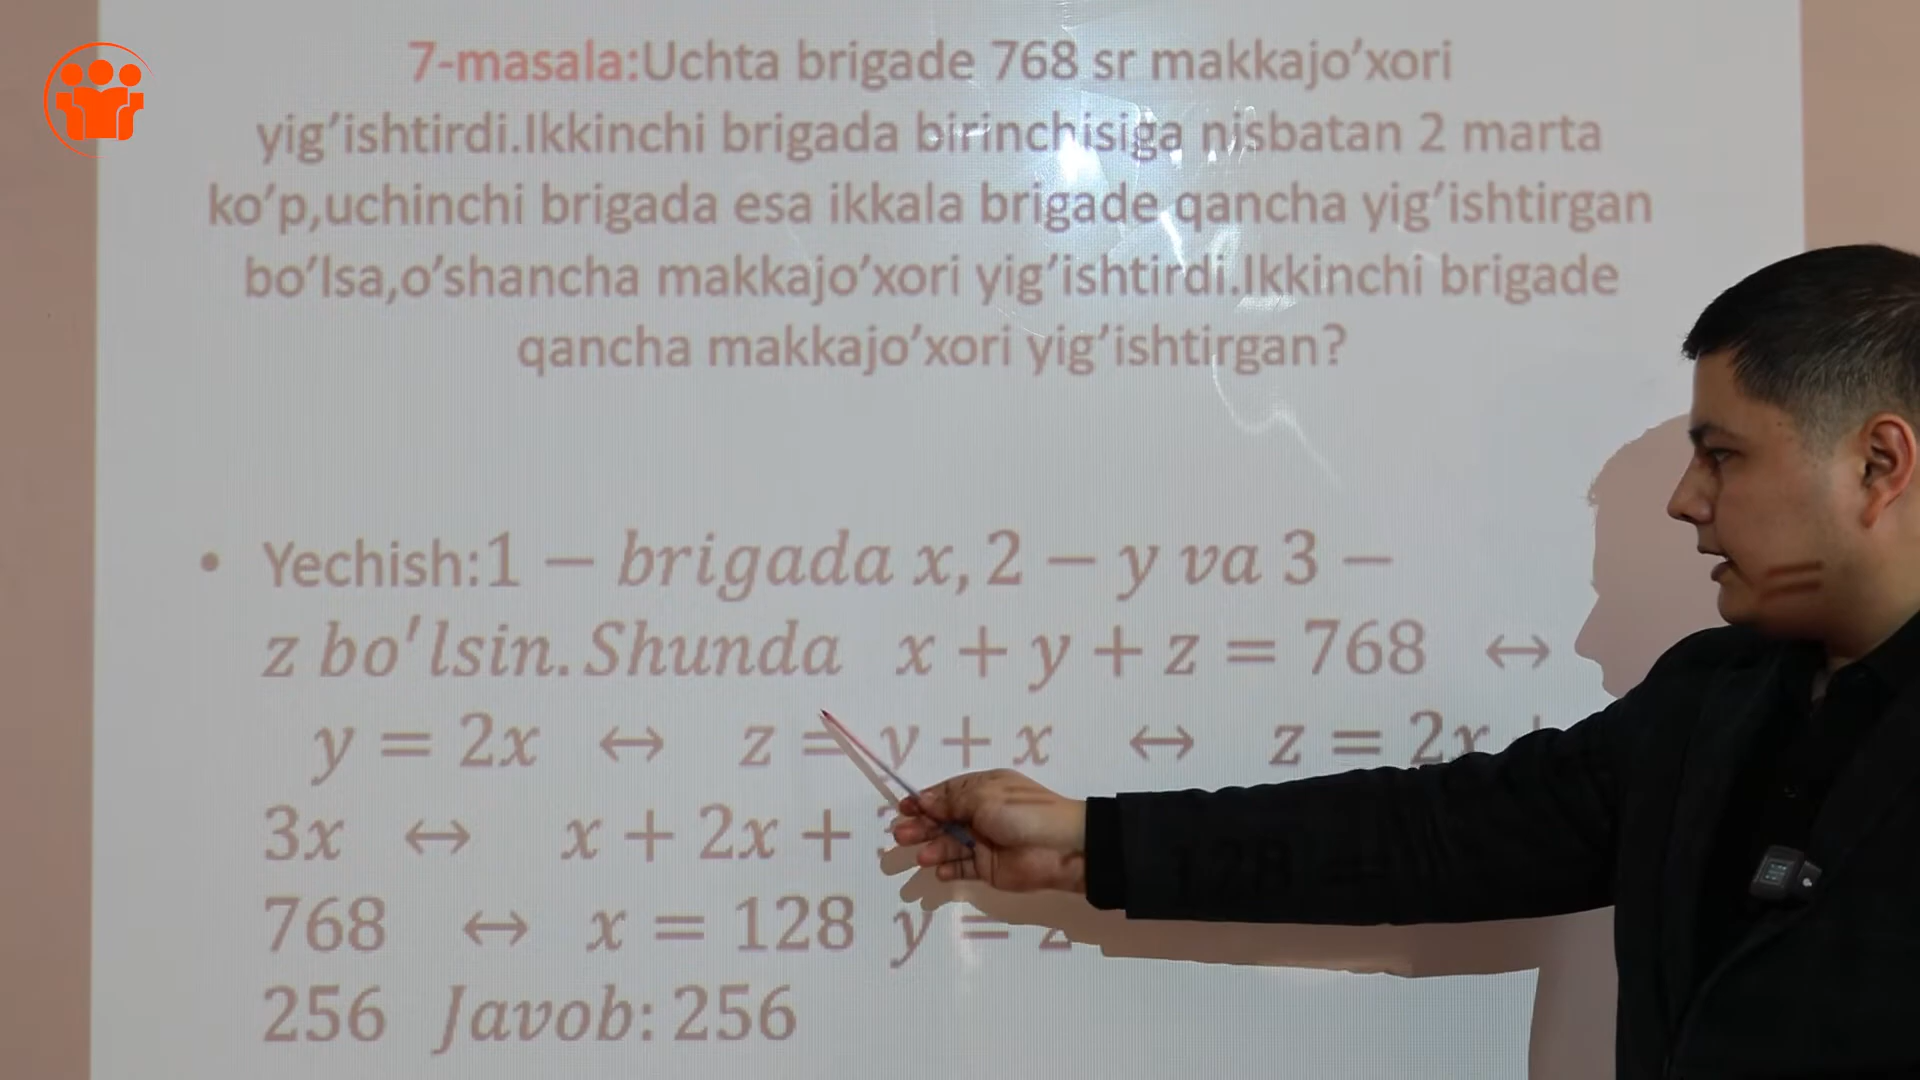 7-masala:Uchta brigade 768 sr makkajo’xori
yig’ishtirdi.Ikkinchi brigada birinchisiga nisbatan 2 marta
ko’p,uchinchi brigada esa ikkala brigade qancha yig’ishtirgan
bo’lsa,o’shancha makkajo’xori yig’ishtirdi.Ikkinchi brigade
qancha makkajo’xori yig’ishtirgan?
• Yechish:1 − brigada x, 2 − y va 3 −
z bo′lsin. Shunda x + y + z = 768 ↔
y = 2x ↔ z = y + x ↔ z = 2x +
3x ↔ x + 2x +
768 ↔ x = 128 y = 2
256 Javob: 256